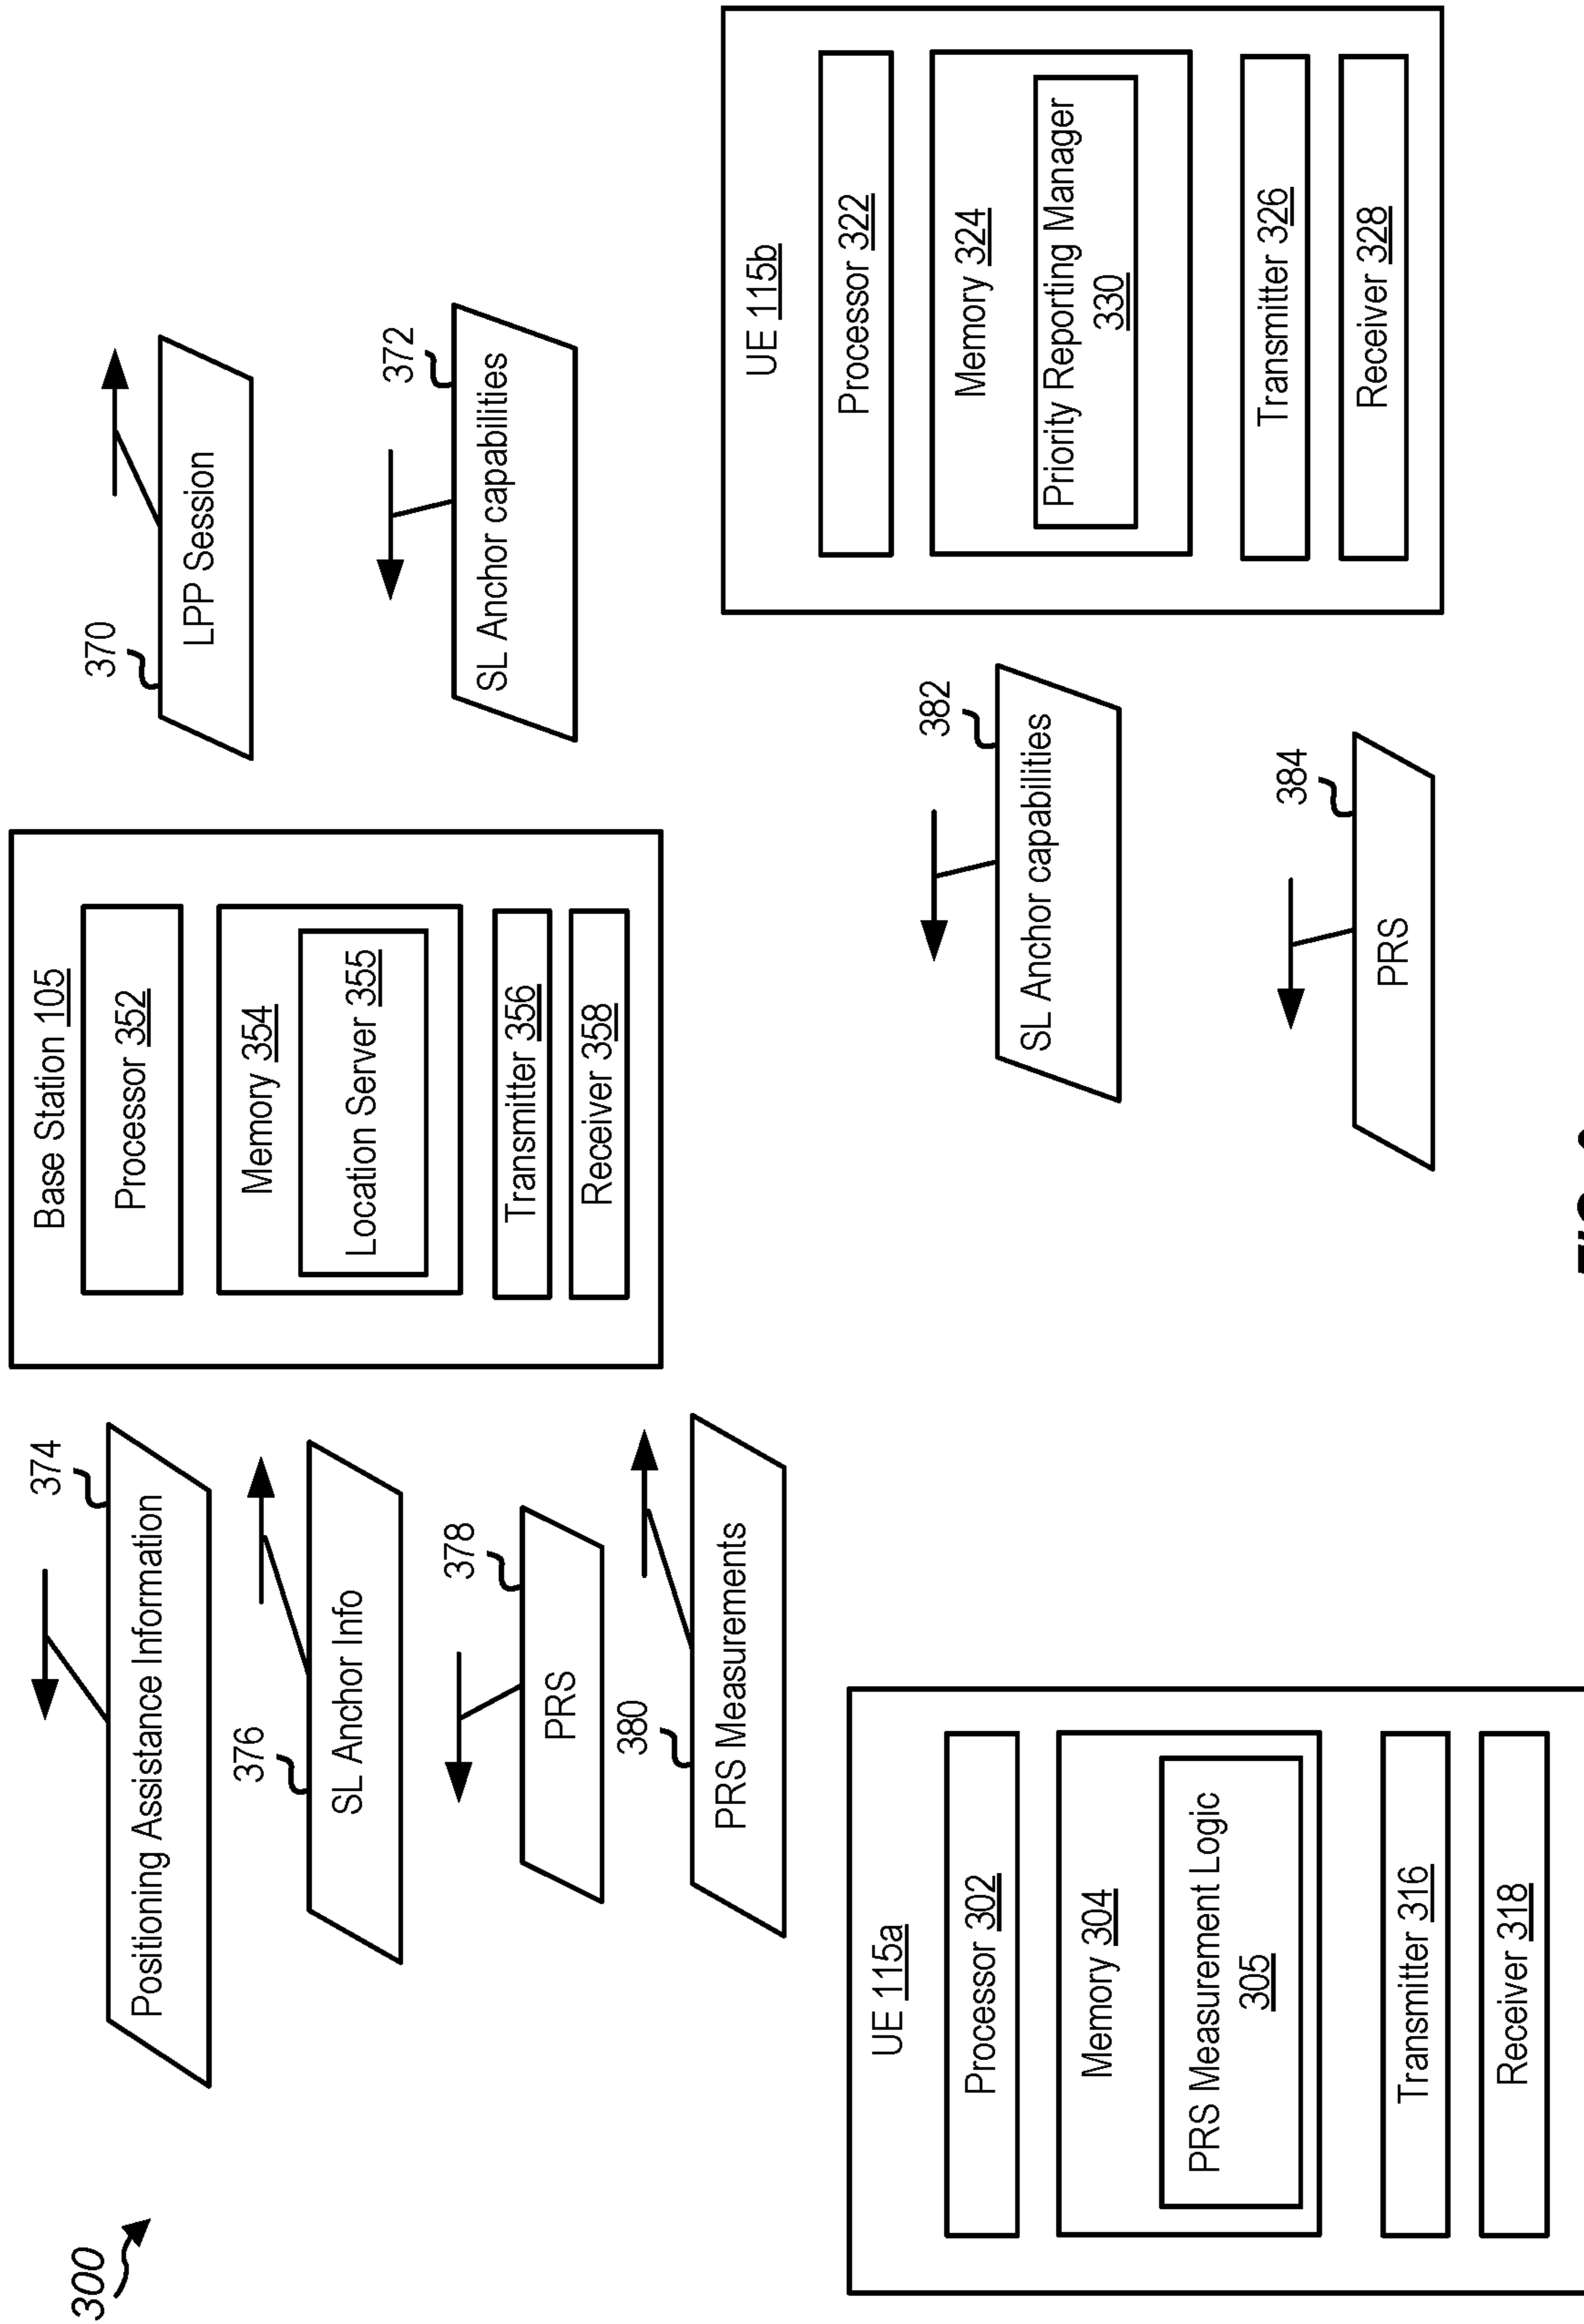 300
374
Positioning Assistance Information
376
SL Anchor Info
378
PRS
380
PRS Measurements
Base Station 105
Processor 352
Memory 354
Location Server 355
Transmitter 356
Receiver 358
370
LPP Session
372
SL Anchor capabilities
UE 115a
Processor 302
Memory 304
PRS Measurement Logic
305
Transmitter 316
Receiver 318
382
SL Anchor capabilities
384
PRS
UE 115b
Processor 322
Memory 324
Priority Reporting Manager
330
Transmitter 326
Receiver 328